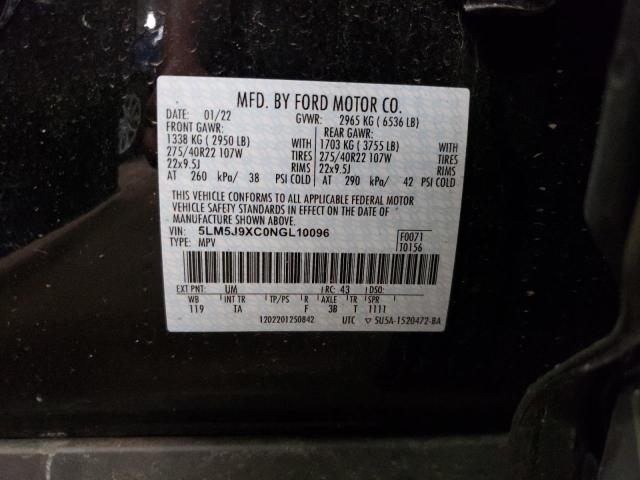 MFD. BY FORD MOTOR CO.
DATE: 01/22 GVWR: 2965 KG ( 6536 LB)
FRONT GAWR: REAR GAWR:
1338 KG ( 2950 LB) WITH 1703 KG ( 3755 LB) WITH
275/40R22 107W TIRES 275/40R22 107W TIRES
22x9.5J RIMS 22x9.5J RIMS
AT 260 kPa/ 38 PSI COLD AT 290 kPa/ 42 PSI COLD
THIS VEHICLE CONFORMS TO ALL APPLICABLE FEDERAL MOTOR
VEHICLE SAFETY STANDARDS IN EFFECT ON THE DATE OF
MANUFACTURE SHOWN ABOVE.
VIN: 5LM5J9XC0NGL10096 F0071
TYPE: MPV T0156
EXT PNT: UM RC: 43 DSO:
WB INT TR TP/PS R AXLE TR SPR
119 TA F 3B T 1111
1202201250842 UTC 5U5A-1520472-BA